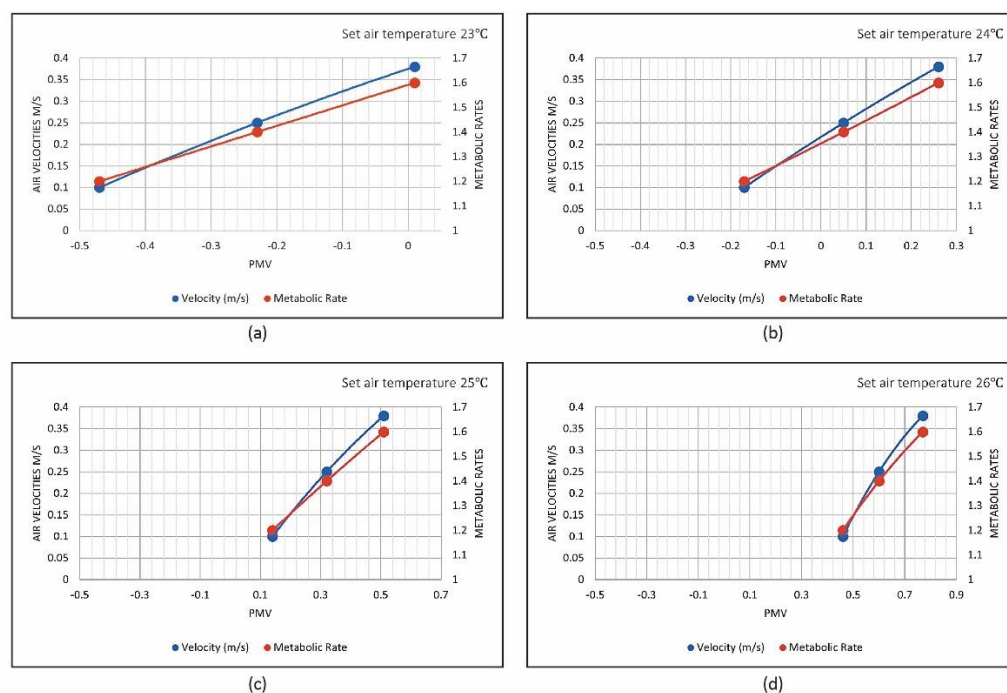 Set air temperature 23℃
AIR VELOCITIES M/S
0.4
0.35
0.3
0.25
0.2
0.15
0.1
0.05
0
1.7
1.6
1.5
1.4
1.3
1.2
1.1
1
METABOLIC RATES
-0.5 -0.4 -0.3 -0.2 -0.1 0
PMV
Velocity (m/s) Metabolic Rate
(a)
Set air temperature 24℃
AIR VELOCITIES M/S
0.4
0.35
0.3
0.25
0.2
0.15
0.1
0.05
0
1.7
1.6
1.5
1.4
1.3
1.2
1.1
1
METABOLIC RATES
-0.5 -0.4 -0.3 -0.2 -0.1 0 0.1 0.2 0.3
PMV
Velocity (m/s) Metabolic Rate
(b)
Set air temperature 25℃
AIR VELOCITIES M/S
0.4
0.35
0.3
0.25
0.2
0.15
0.1
0.05
0
1.7
1.6
1.5
1.4
1.3
1.2
1.1
1
METABOLIC RATES
-0.5 -0.3 -0.1 0.1 0.3 0.5 0.7
PMV
Velocity (m/s) Metabolic Rate
(c)
Set air temperature 26℃
AIR VELOCITIES M/S
0.4
0.35
0.3
0.25
0.2
0.15
0.1
0.05
0
1.7
1.6
1.5
1.4
1.3
1.2
1.1
1
METABOLIC RATES
-0.5 -0.3 -0.1 0.1 0.3 0.5 0.7 0.9
PMV
Velocity (m/s) Metabolic Rate
(d)